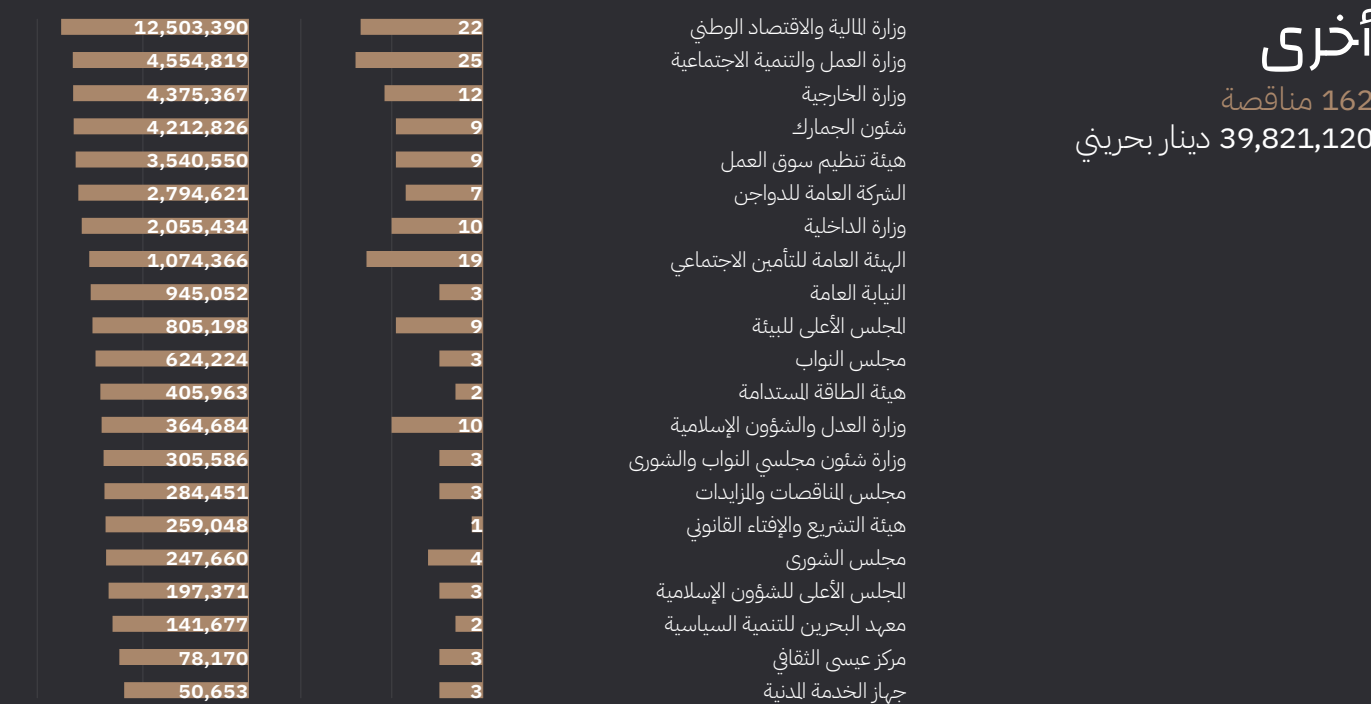 أخرى
162 مناقصة
39,821,120 دينار بحريني
وزارة المالية والاقتصاد الوطني 22 12,503,390
وزارة العمل والتنمية الاجتماعية 25 4,554,819
وزارة الخارجية 12 4,375,367
شئون الجمارك 9 4,212,826
هيئة تنظيم سوق العمل 9 3,540,550
الشركة العامة للدواجن 7 2,794,621
وزارة الداخلية 10 2,055,434
الهيئة العامة للتأمين الاجتماعي 19 1,074,366
النيابة العامة 3 945,052
المجلس الأعلى للبيئة 9 805,198
مجلس النواب 3 624,224
هيئة الطاقة المستدامة 2 405,963
وزارة العدل والشؤون الإسلامية 10 364,684
وزارة شئون مجلسي النواب والشورى 3 305,586
مجلس المناقصات والمزايدات 3 284,451
هيئة التشريع والإفتاء القانوني 1 259,048
مجلس الشورى 4 247,660
المجلس الأعلى للشؤون الإسلامية 3 197,371
معهد البحرين للتنمية السياسية 2 141,677
مركز عيسى الثقافي 3 78,170
جهاز الخدمة المدنية 3 50,653